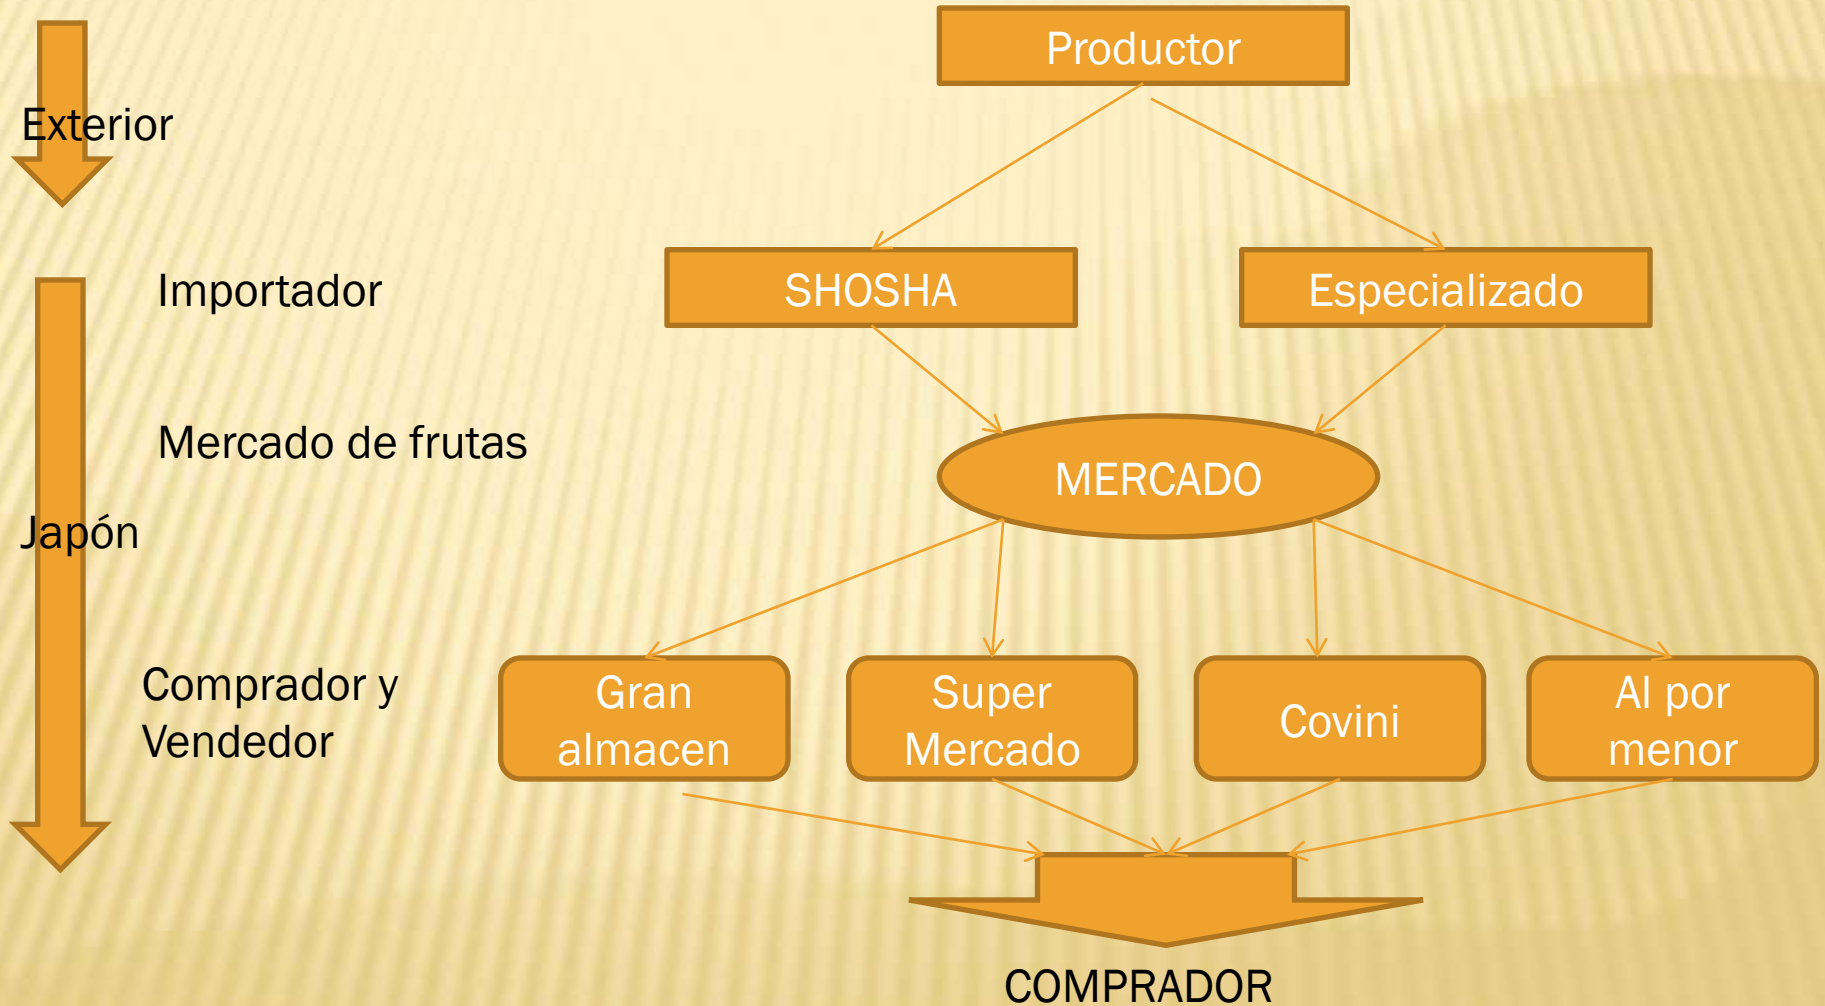 Productor
Exterior
Importador
SHOSHA
Especializado
Mercado de frutas
MERCADO
Japón
Comprador y
Vendedor
Gran
almacen
Super
Mercado
Covini
Al por
menor
COMPRADOR